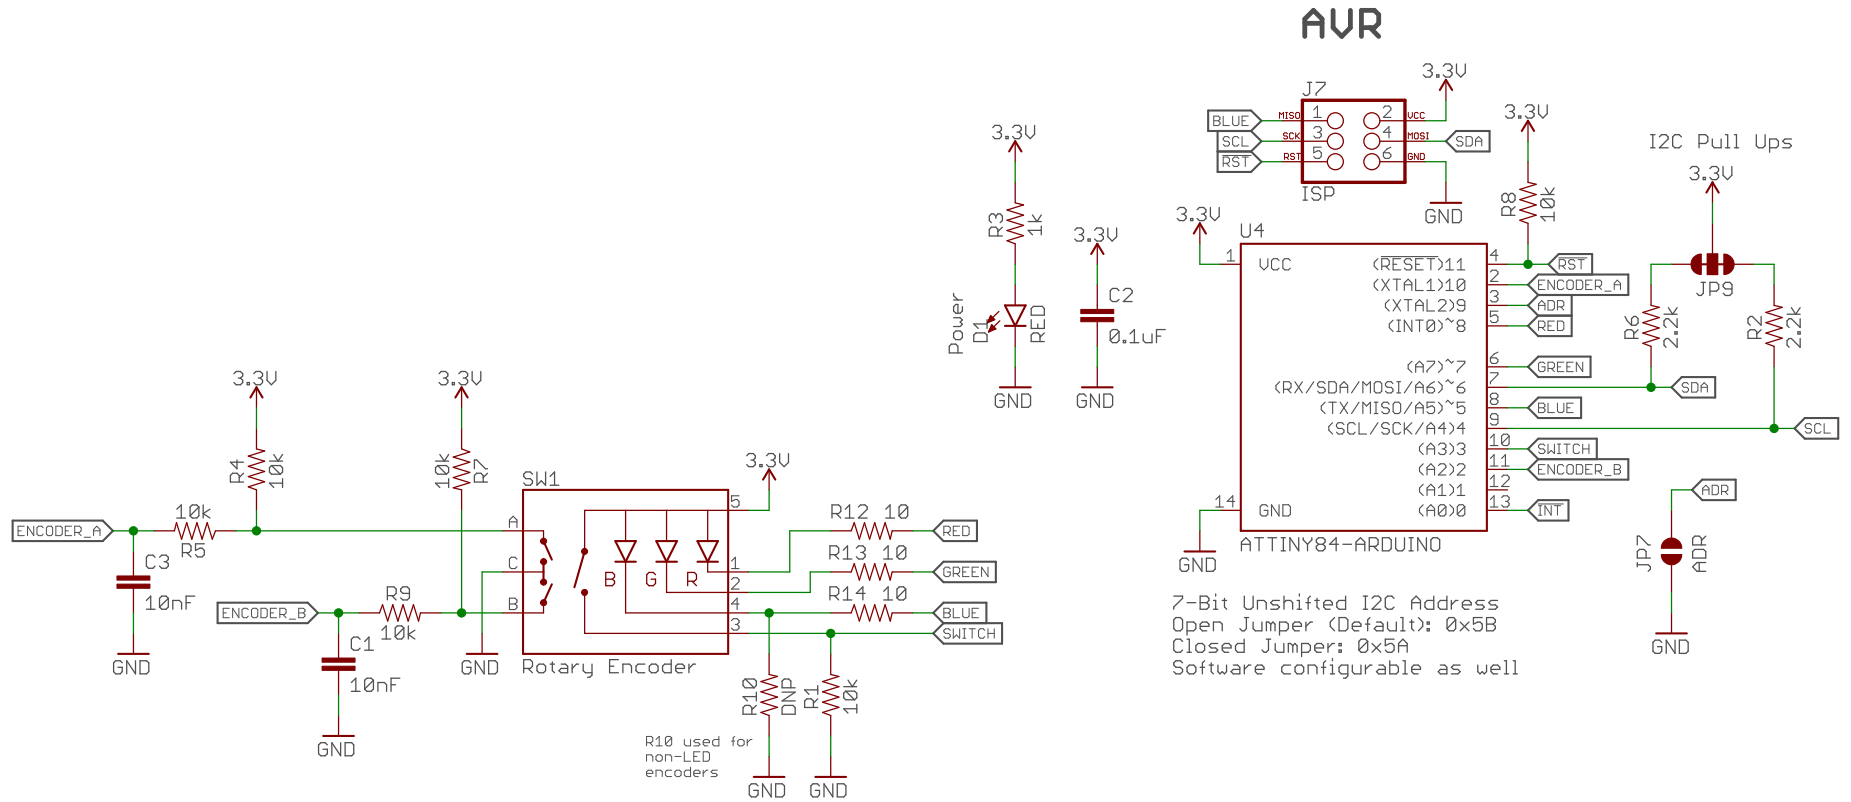 AVR
J7
3.3V
BLUE
MISO
1
2
VCC
SCL
SCK
3
4
MOSI
SDA
RST
RST
5
6
GND
ISP
GND
3.3V
R3
1k
Power
D1
RED
GND
3.3V
C2
0.1uF
GND
3.3V
R8
10k
I2C Pull Ups
3.3V
JP9
R6
2.2k
R2
2.2k
3.3V
U4
1
VCC
(RESET)11
4
RST
(XTAL1)10
2
ENCODER_A
(XTAL2)9
3
ADR
(INT0)~8
5
RED
(A7)~7
6
GREEN
(RX/SDA/MOSI/A6)~6
7
SDA
(TX/MISO/A5)~5
8
BLUE
(SCL/SCK/A4)4
9
SCL
(A3)3
10
SWITCH
(A2)2
11
ENCODER_B
(A1)1
12
14
GND
(A0)0
13
INT
GND
ATTINY84-ARDUINO
ADR
JP7
ADR
GND
7-Bit Unshifted I2C Address
Open Jumper (Default): 0x5B
Closed Jumper: 0x5A
Software configurable as well
3.3V
R4
10k
3.3V
10k
R7
ENCODER_A
10k
R5
C3
10nF
GND
ENCODER_B
R9
10k
C1
10nF
GND
GND
SW1
A
C
B
B
G
R
5
1
2
4
3
Rotary Encoder
3.3V
R12 10
RED
R13 10
GREEN
R14 10
BLUE
SWITCH
R10
DNP
R1
10k
R10 used for
non-LED
encoders
GND
GND